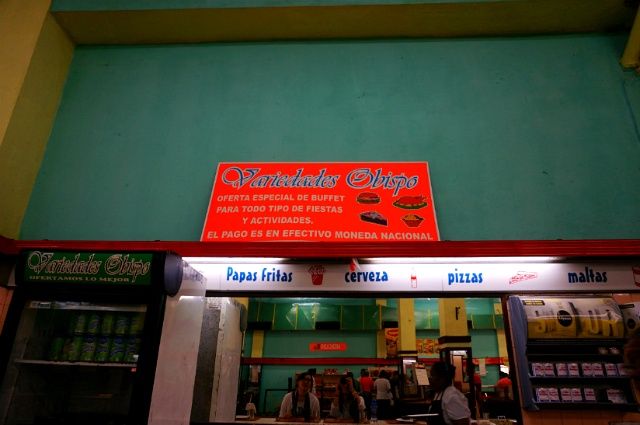 Variedades Obispo
OFERTA ESPECIAL DE BUFFET
PARA TODO TIPO DE FIESTAS
Y ACTIVIDADES.
EL PAGO ES EN EFECTIVO MONEDA NACIONAL
Variedades Obispo
OFERTAMOS LO MEJOR
Papas fritas
cerveza
pizzas
maltas